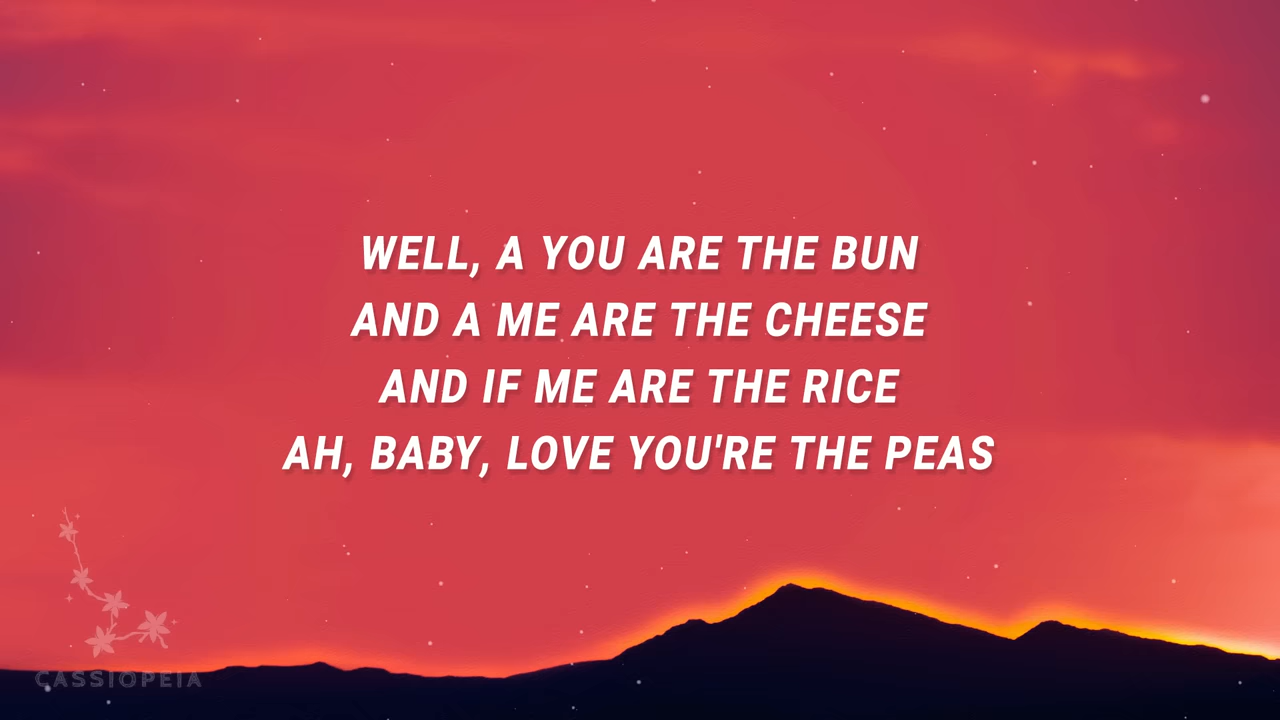 WELL, A YOU ARE THE BUN
AND A ME ARE THE CHEESE
AND IF ME ARE THE RICE
AH, BABY, LOVE YOU'RE THE PEAS
CASSIOPEIA